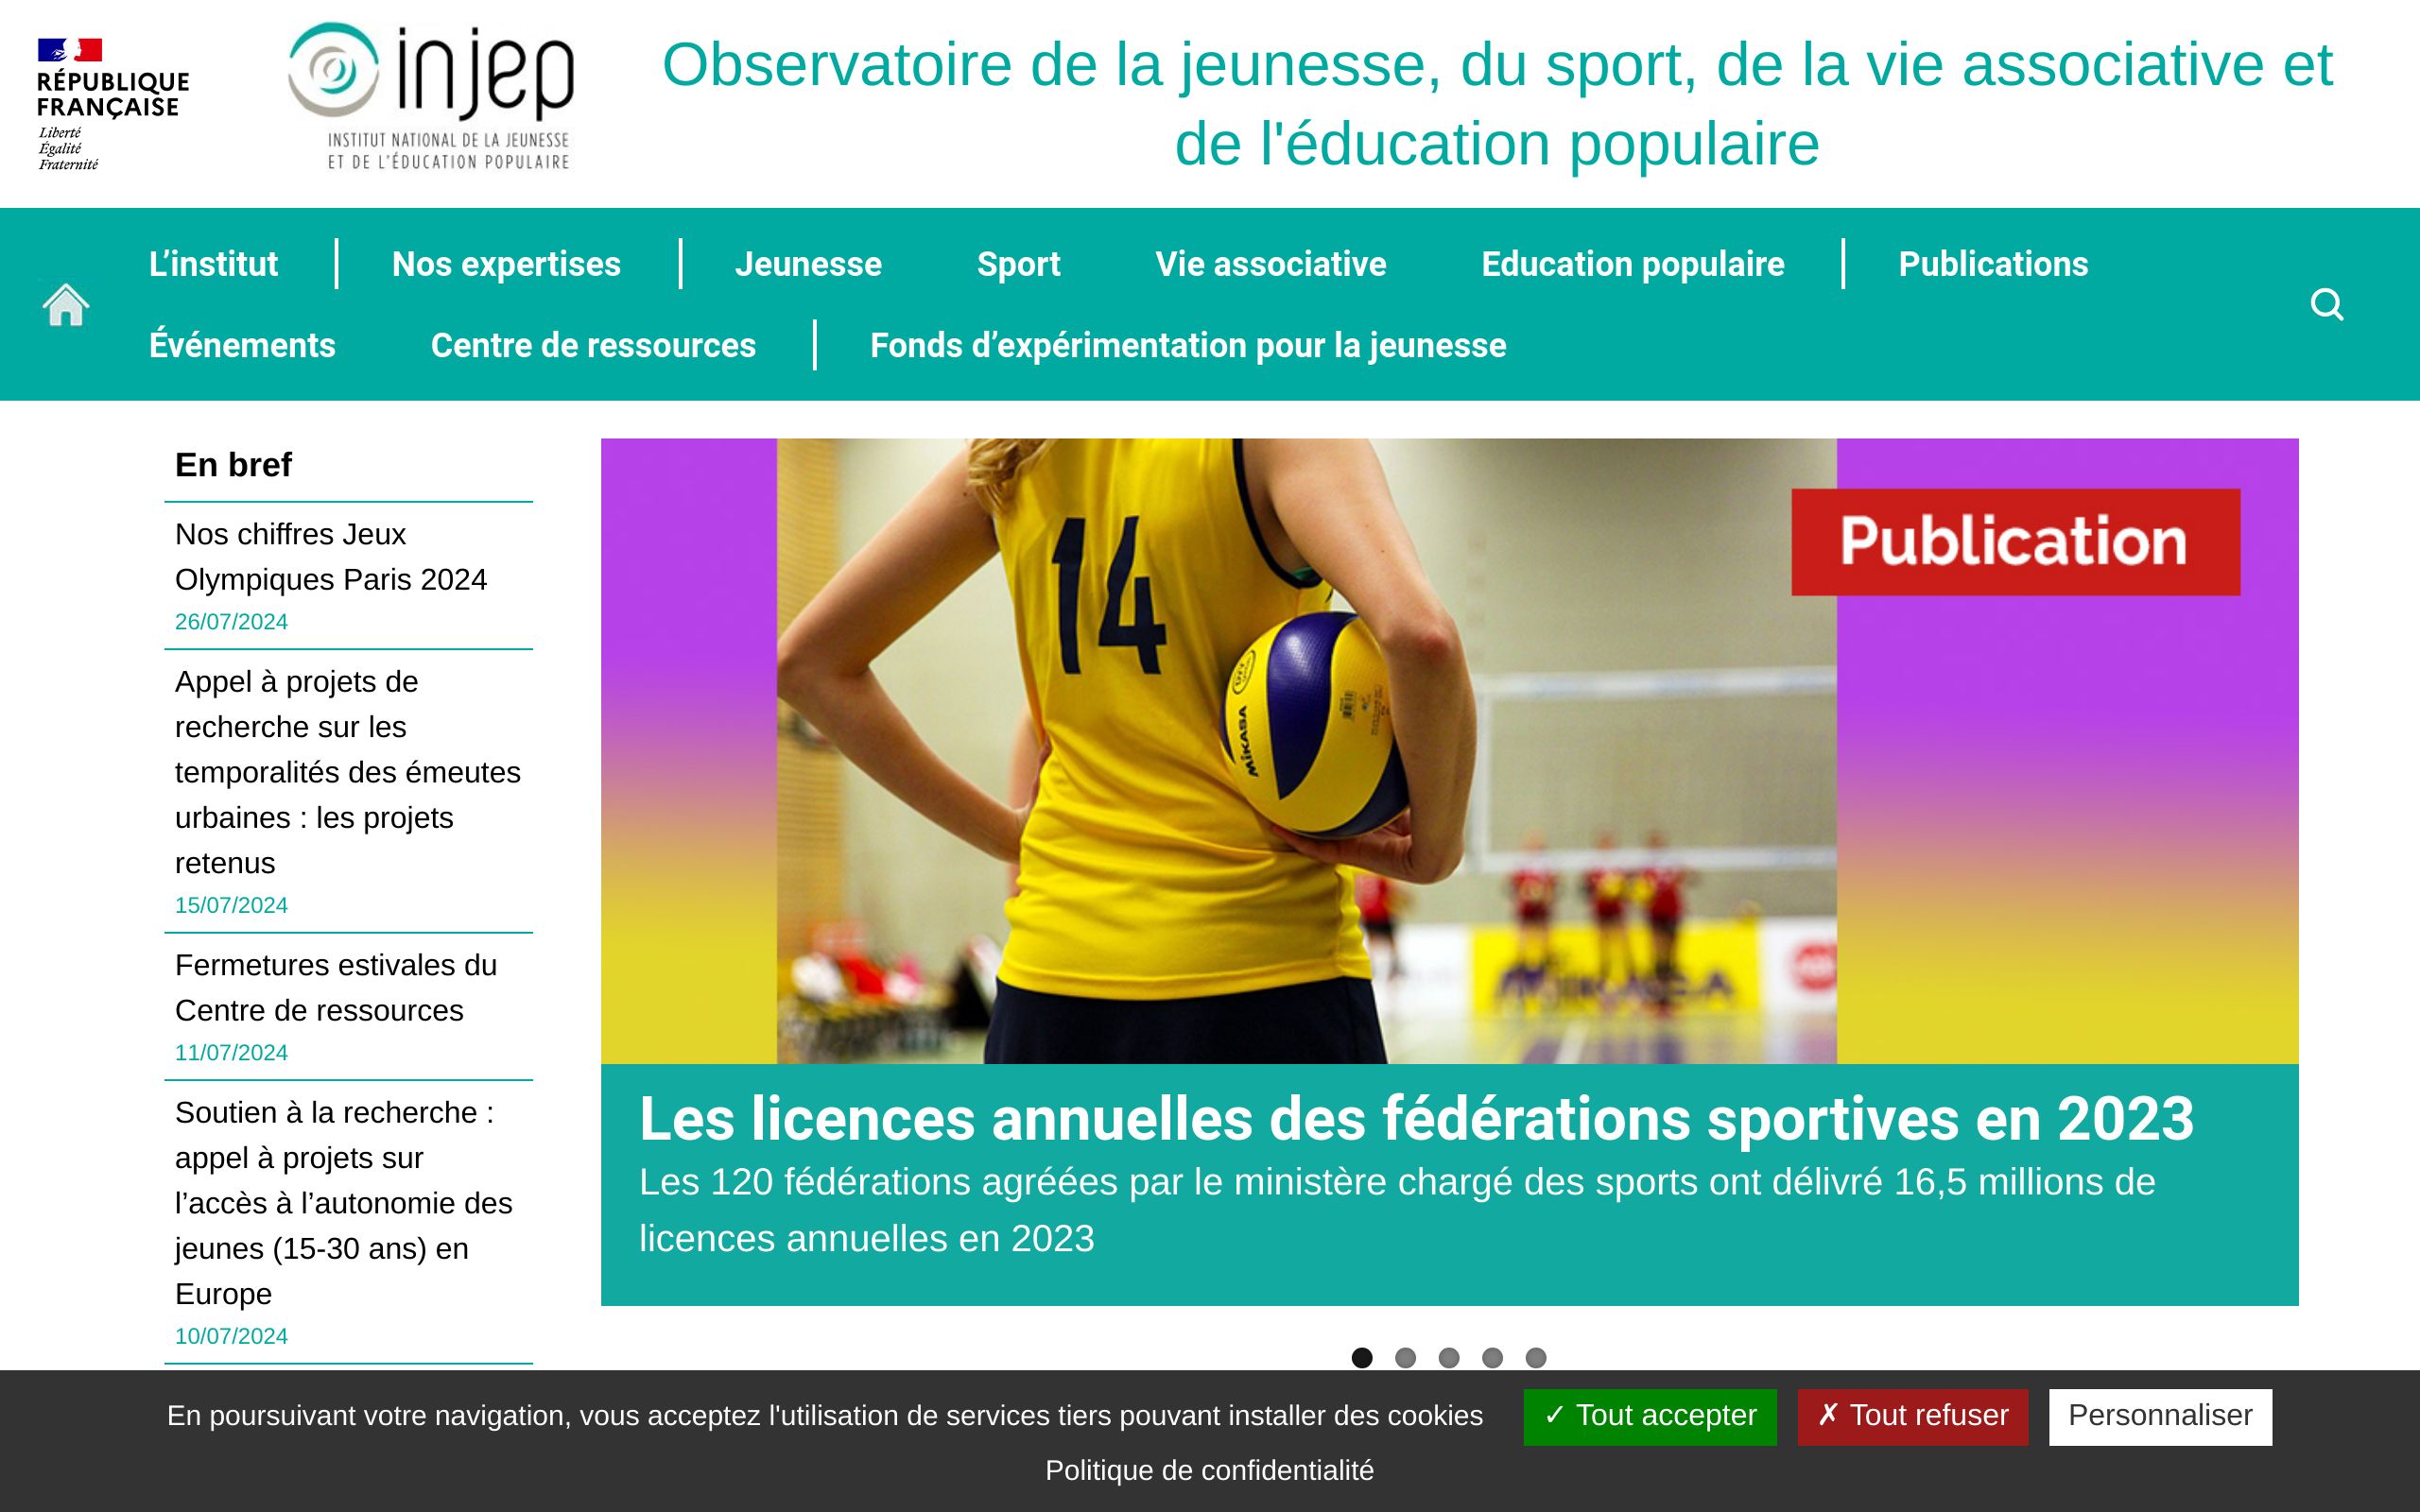 RÉPUBLIQUE
FRANÇAISE
Liberté
Égalité
Fraternité
injep
INSTITUT NATIONAL DE LA JEUNESSE
ET DE L'ÉDUCATION POPULAIRE
Observatoire de la jeunesse, du sport, de la vie associative et
de l'éducation populaire
L’institut
Nos expertises
Jeunesse
Sport
Vie associative
Education populaire
Publications
Événements
Centre de ressources
Fonds d’expérimentation pour la jeunesse
En bref
Nos chiffres Jeux
Olympiques Paris 2024
26/07/2024
Appel à projets de
recherche sur les
temporalités des émeutes
urbaines : les projets
retenus
15/07/2024
Fermetures estivales du
Centre de ressources
11/07/2024
Soutien à la recherche :
appel à projets sur
l’accès à l’autonomie des
jeunes (15-30 ans) en
Europe
10/07/2024
14
MIKASA
MIKASA
Publication
Les licences annuelles des fédérations sportives en 2023
Les 120 fédérations agréées par le ministère chargé des sports ont délivré 16,5 millions de
licences annuelles en 2023
En poursuivant votre navigation, vous acceptez l'utilisation de services tiers pouvant installer des cookies
✓ Tout accepter
✗ Tout refuser
Personnaliser
Politique de confidentialité